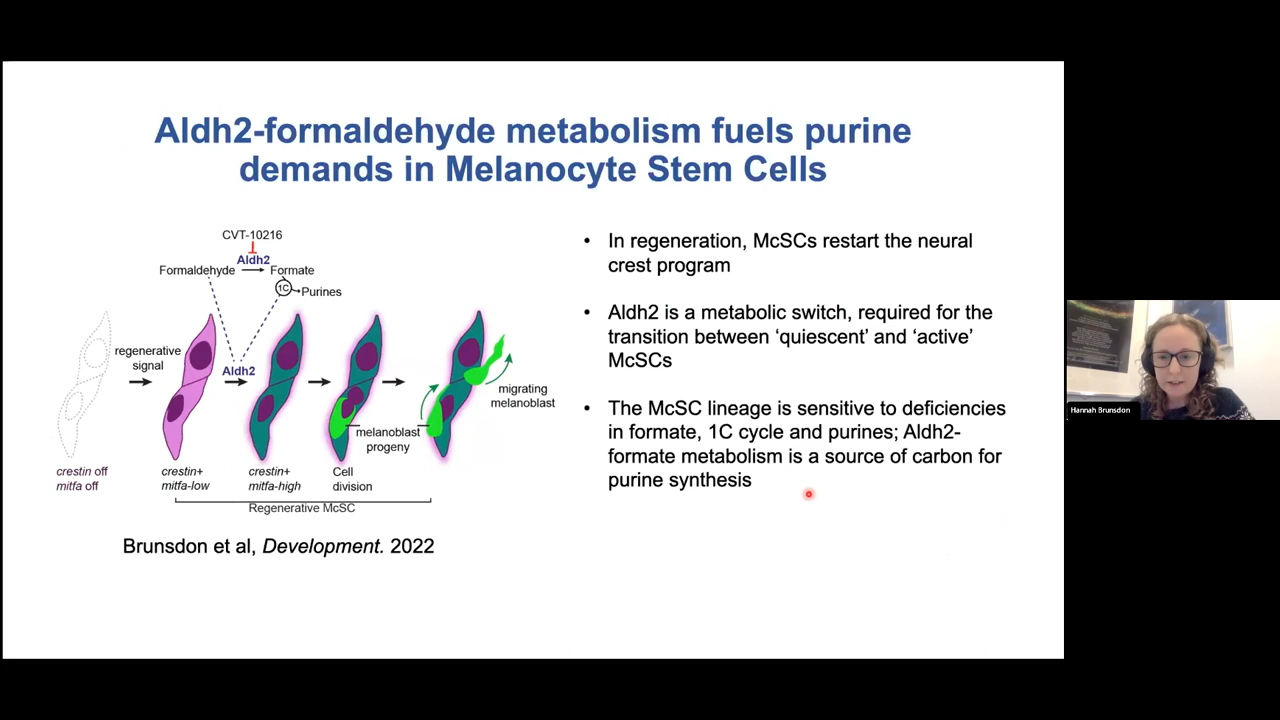 Aldh2-formaldehyde metabolism fuels purine
demands in Melanocyte Stem Cells
CVT-10216
Aldh2
Formaldehyde
Formate
1C
Purines
regenerative
signal
Aldh2
melanoblast
progeny
migrating
melanoblast
crestin off
mitfa off
crestin+
mitfa-low
crestin+
mitfa-high
Cell
division
Regenerative McSC
Brunsdon et al, Development. 2022
• In regeneration, McSCs restart the neural
crest program
• Aldh2 is a metabolic switch, required for the
transition between ‘quiescent’ and ‘active’
McSCs
• The McSC lineage is sensitive to deficiencies
in formate, 1C cycle and purines; Aldh2-
formate metabolism is a source of carbon for
purine synthesis
Hannah Brunsdon